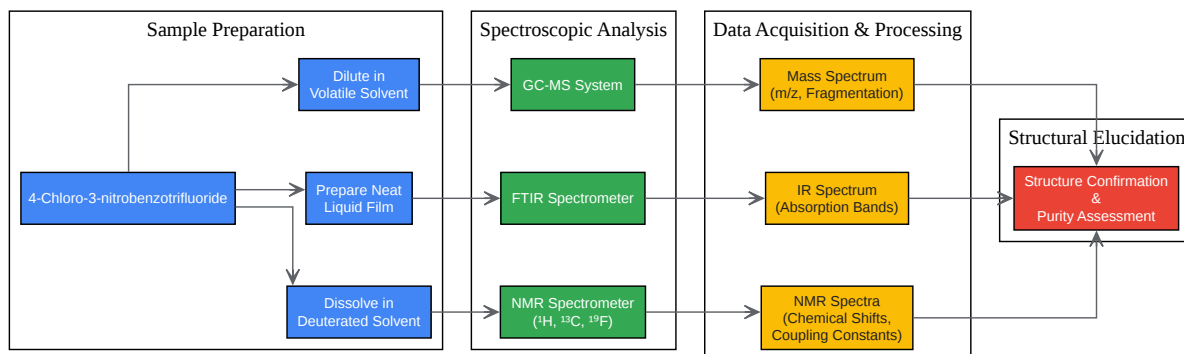 Sample Preparation
Spectroscopic Analysis
Data Acquisition & Processing
Structural Elucidation
Dilute in
Volatile Solvent
GC-MS System
Mass Spectrum
(m/z, Fragmentation)
4-Chloro-3-nitrobenzotrifluoride
Prepare Neat
Liquid Film
FTIR Spectrometer
IR Spectrum
(Absorption Bands)
Structure Confirmation
&
Purity Assessment
Dissolve in
Deuterated Solvent
NMR Spectrometer
(¹H, ¹³C, ¹⁹F)
NMR Spectra
(Chemical Shifts,
Coupling Constants)